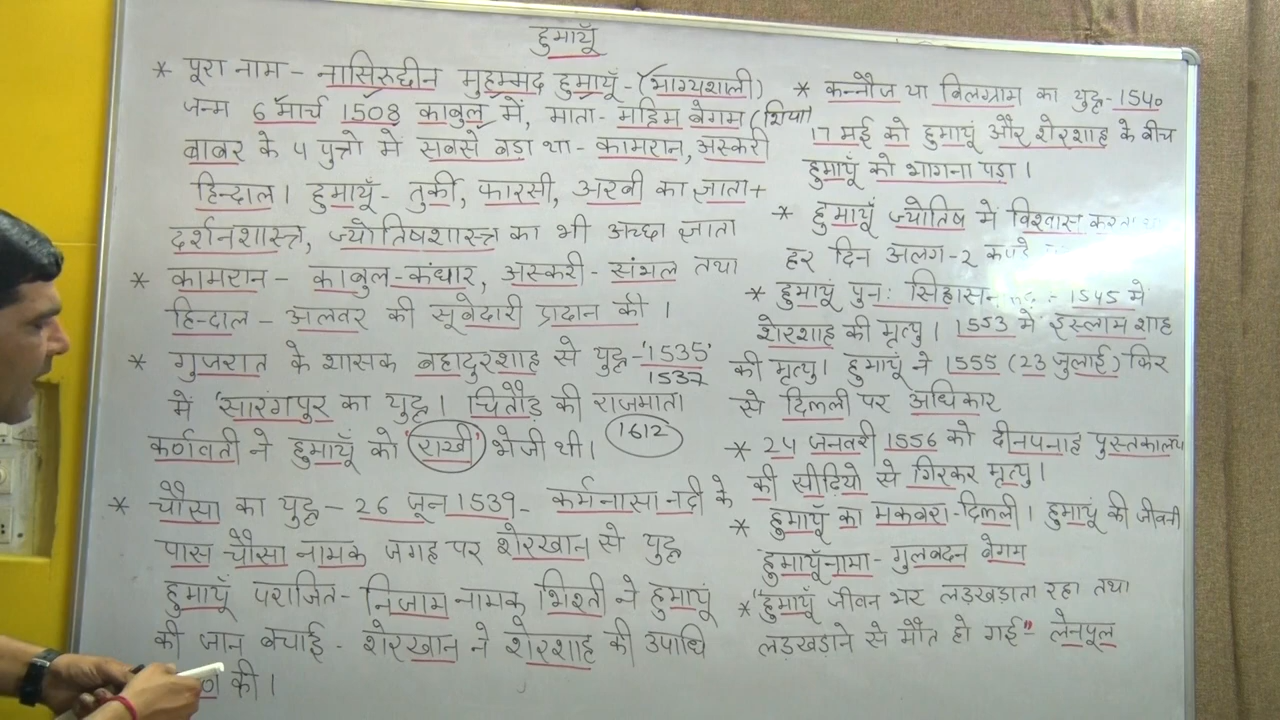 हुमायूँ
* पूरा नाम - नासिरुद्दीन मुहम्मद हुमायूँ - (भाग्यशाली)
जन्म 6 मार्च 1508 काबुल में, माता - महिम बेगम (शिया)
बाबर के 4 पुत्रो में सबसे बड़ा था - कामरान, अस्करी
हिन्दाल। हुमायूँ - तुर्की, फारसी, अरबी का ज्ञाता +
दर्शनशास्त्र, ज्योतिषशास्त्र का भी अच्छा ज्ञाता
* कामरान - काबुल - कंधार, अस्करी - संभल तथा
हिन्दाल - अलवर की सूबेदारी प्रदान की।
* गुजरात के शासक बहादुरशाह से युद्ध - '1535'
1537
में 'सारंगपुर का युद्ध। चितौड़ की राजमाता
कर्णवती ने हुमायूँ को 'राखी' भेजी थी।
1612
* चौसा का युद्ध - 26 जून 1539 - कर्मनासा नदी के
पास चौसा नामक जगह पर शेरखान से युद्ध
हुमायूँ पराजित - निजाम नामक भिश्ती ने हुमायूं
की जान बचाई - शेरखान ने शेरशाह की उपाधि
की।
* कन्नौज या बिलग्राम का युद्ध - 1540
17 मई को हुमायूं और शेरशाह के बीच
हुमायूँ को भागना पड़ा।
* हुमायूँ ज्योतिष में विश्वास करता
हर दिन अलग - २
* हुमायूं पुनः 1545 में
शेरशाह की मृत्यु। 1553 में इस्लाम शाह
की मृत्यु। हुमायूं ने 1555 (23 जुलाई) फिर
से दिल्ली पर अधिकार
* 24 जनवरी 1556 को दीनपनाह पुस्तकालय
की सीढ़ियो से गिरकर मृत्यु।
* हुमायूँ का मकबरा - दिल्ली। हुमायूं की जीवनी
हुमायूँनामा - गुलबदन बेगम
* "हुमायूँ जीवन भर लड़खड़ाता रहा तथा
लड़खड़ाने से मौत हो गई" - लेनपूल